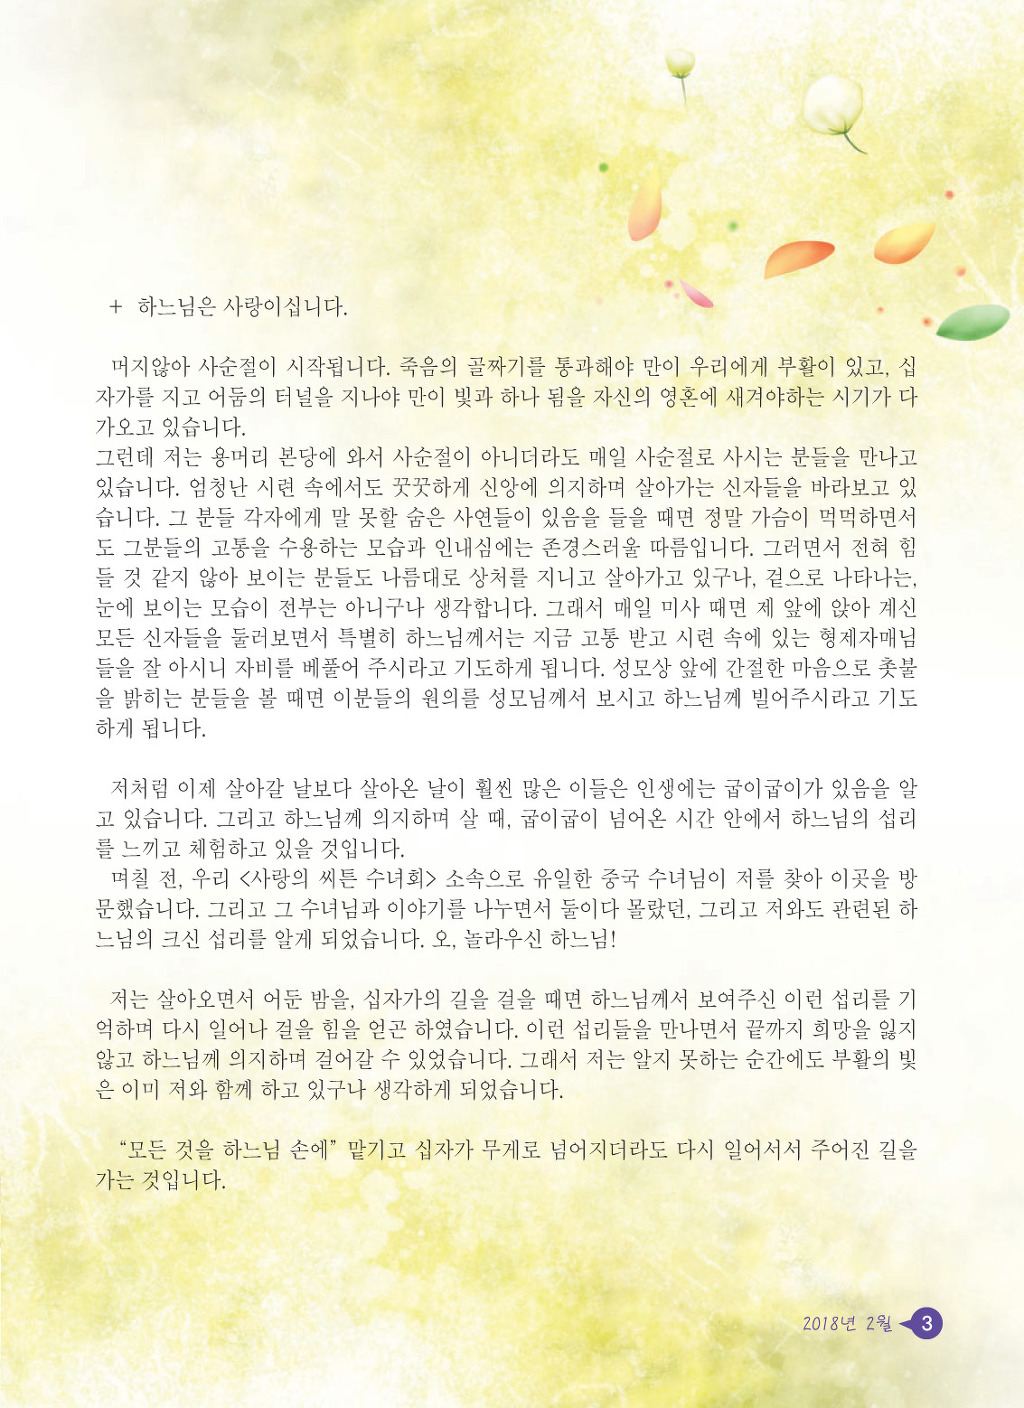 + 하느님은 사랑이십니다.
머지않아 사순절이 시작됩니다. 죽음의 골짜기를 통과해야 만이 우리에게 부활이 있고, 십
자가를 지고 어둠의 터널을 지나야 만이 빛과 하나 됨을 자신의 영혼에 새겨야하는 시기가 다
가오고 있습니다.
그런데 저는 용머리 본당에 와서 사순절이 아니더라도 매일 사순절로 사시는 분들을 만나고
있습니다. 엄청난 시련 속에서도 꿋꿋하게 신앙에 의지하며 살아가는 신자들을 바라보고 있
습니다. 그 분들 각자에게 말 못할 숨은 사연들이 있음을 들을 때면 정말 가슴이 먹먹하면서
도 그분들의 고통을 수용하는 모습과 인내심에는 존경스러울 따름입니다. 그러면서 전혀 힘
들 것 같지 않아 보이는 분들도 나름대로 상처를 지니고 살아가고 있구나, 겉으로 나타나는,
눈에 보이는 모습이 전부는 아니구나 생각합니다. 그래서 매일 미사 때면 제 앞에 앉아 계신
모든 신자들을 둘러보면서 특별히 하느님께서는 지금 고통 받고 시련 속에 있는 형제자매님
들을 잘 아시니 자비를 베풀어 주시라고 기도하게 됩니다. 성모상 앞에 간절한 마음으로 촛불
을 밝히는 분들을 볼 때면 이분들의 원의를 성모님께서 보시고 하느님께 빌어주시라고 기도
하게 됩니다.
저처럼 이제 살아갈 날보다 살아온 날이 훨씬 많은 이들은 인생에는 굽이굽이가 있음을 알
고 있습니다. 그리고 하느님께 의지하며 살 때, 굽이굽이 넘어온 시간 안에서 하느님의 섭리
를 느끼고 체험하고 있을 것입니다.
며칠 전, 우리 <사랑의 씨튼 수녀회> 소속으로 유일한 중국 수녀님이 저를 찾아 이곳을 방
문했습니다. 그리고 그 수녀님과 이야기를 나누면서 둘이다 몰랐던, 그리고 저와도 관련된 하
느님의 크신 섭리를 알게 되었습니다. 오, 놀라우신 하느님!
저는 살아오면서 어둔 밤을, 십자가의 길을 걸을 때면 하느님께서 보여주신 이런 섭리를 기
억하며 다시 일어나 걸을 힘을 얻곤 하였습니다. 이런 섭리들을 만나면서 끝까지 희망을 잃지
않고 하느님께 의지하며 걸어갈 수 있었습니다. 그래서 저는 알지 못하는 순간에도 부활의 빛
은 이미 저와 함께 하고 있구나 생각하게 되었습니다.
“모든 것을 하느님 손에” 맡기고 십자가 무게로 넘어지더라도 다시 일어서서 주어진 길을
가는 것입니다.
2018년 2월 3